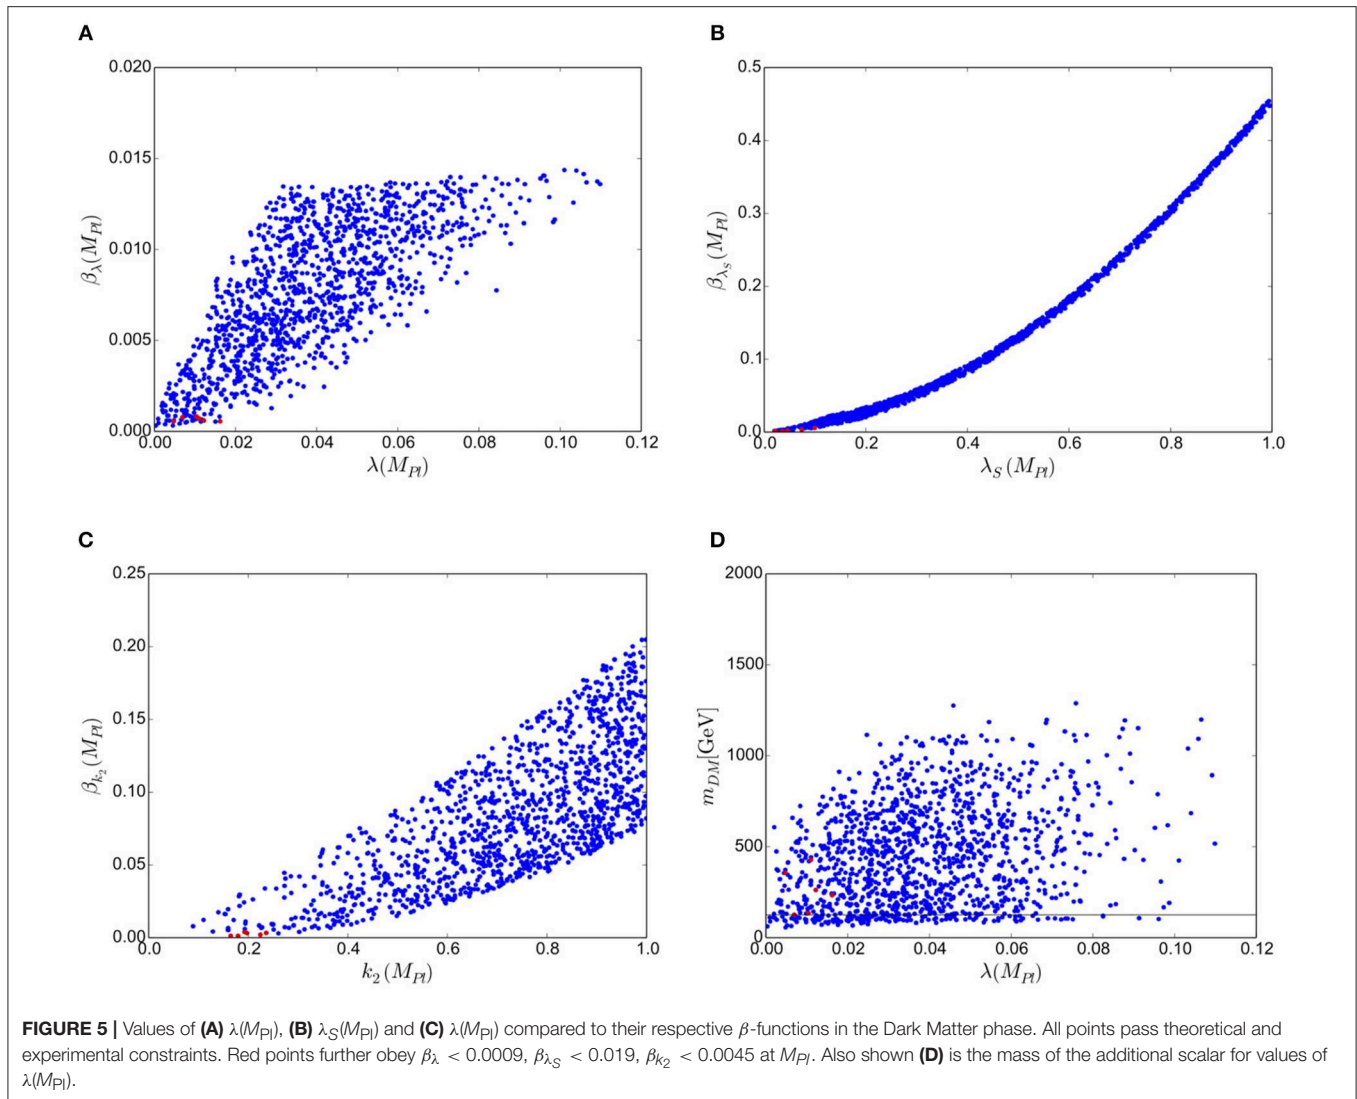 A
0.020
0.015
0.010
0.005
0.000
0.00 0.02 0.04 0.06 0.08 0.10 0.12
β_λ(M_Pl)
λ(M_Pl)
B
0.5
0.4
0.3
0.2
0.1
0.0
0.0 0.2 0.4 0.6 0.8 1.0
β_λ_S(M_Pl)
λ_S(M_Pl)
C
0.25
0.20
0.15
0.10
0.05
0.00
0.0 0.2 0.4 0.6 0.8 1.0
β_k_2(M_Pl)
k_2(M_Pl)
D
2000
1500
1000
500
0
0.00 0.02 0.04 0.06 0.08 0.10 0.12
m_DM[GeV]
λ(M_Pl)
FIGURE 5 | Values of (A) λ(M_Pl), (B) λ_S(M_Pl) and (C) λ(M_Pl) compared to their respective β-functions in the Dark Matter phase. All points pass theoretical and
experimental constraints. Red points further obey β_λ < 0.0009, β_λ_S < 0.019, β_k_2 < 0.0045 at M_Pl. Also shown (D) is the mass of the additional scalar for values of
λ(M_Pl).